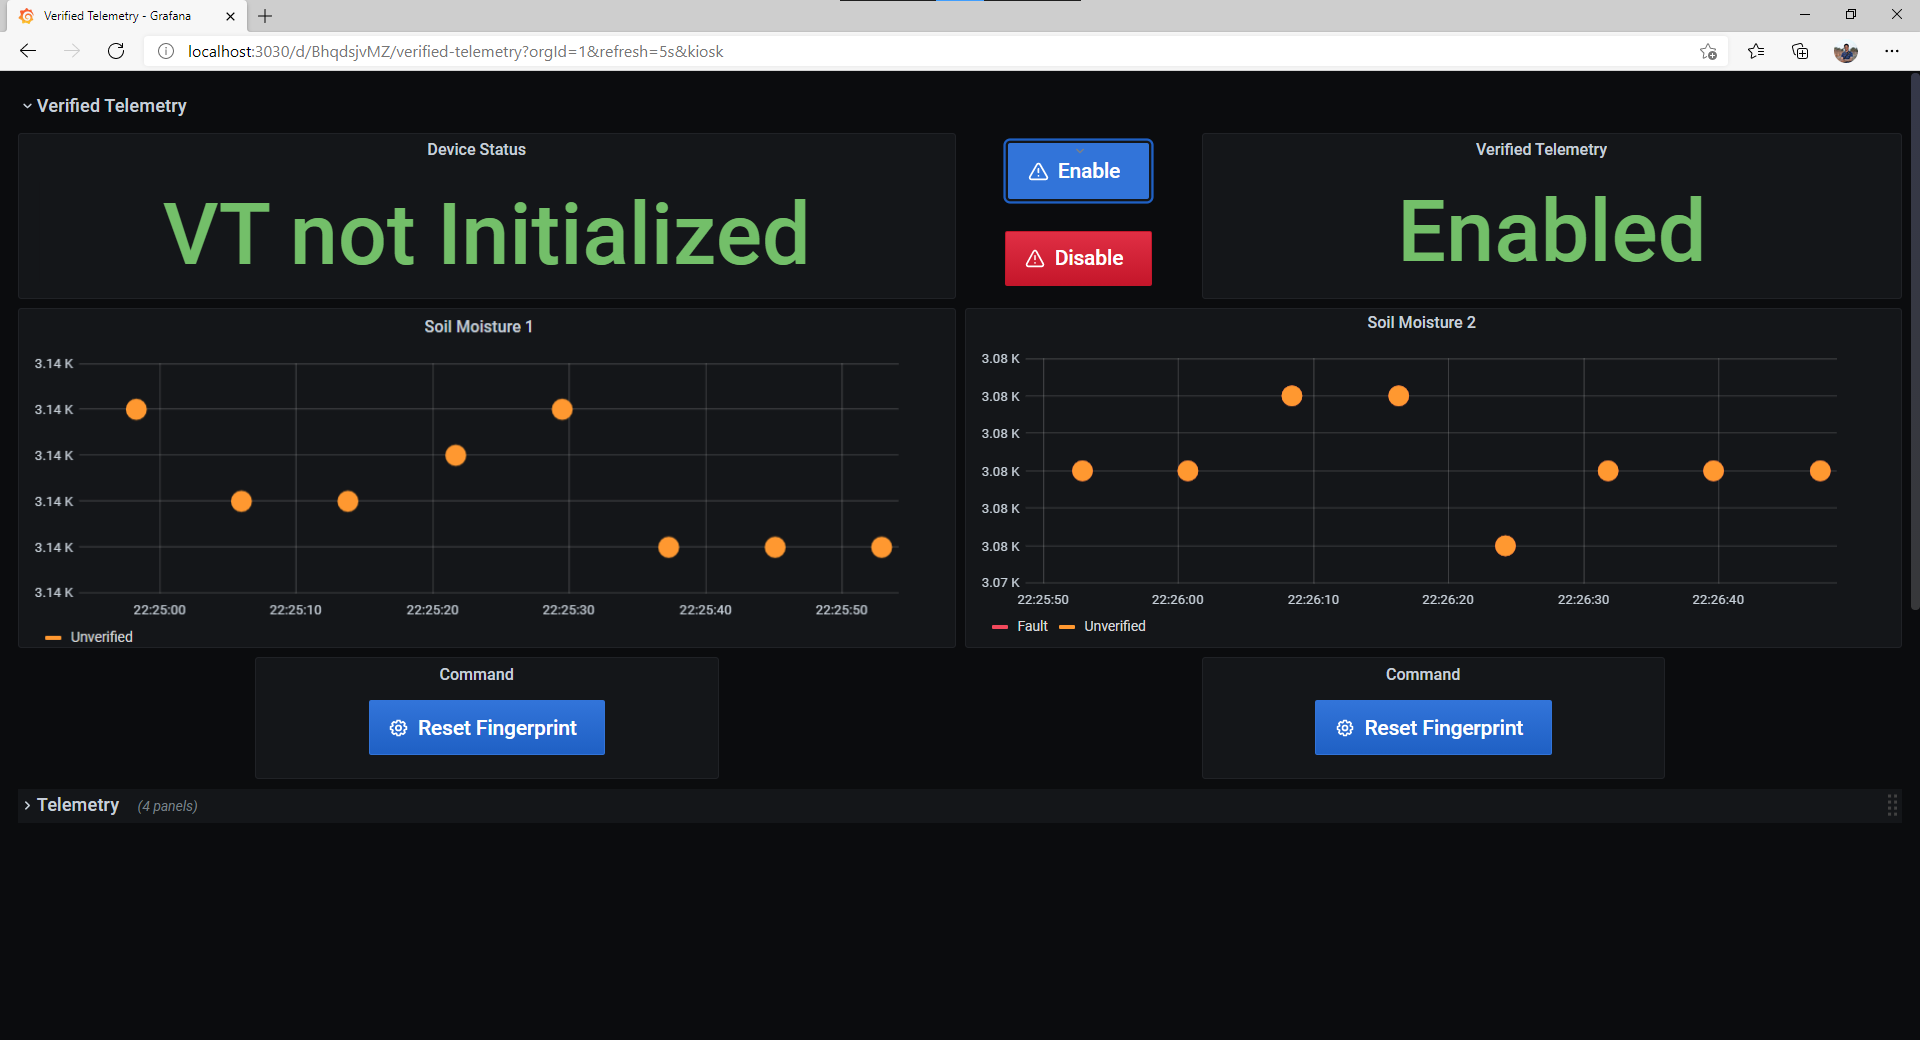 Verified Telemetry - Grafana
localhost:3030/d/BhqdsjvMZ/verified-telemetry?orgId=1&refresh=5s&kiosk
Verified Telemetry
Device Status
VT not Initialized
Enable
Disable
Verified Telemetry
Enabled
Soil Moisture 1
3.14 K
3.14 K
3.14 K
3.14 K
3.14 K
3.14 K
22:25:00 22:25:10 22:25:20 22:25:30 22:25:40 22:25:50
Unverified
Soil Moisture 2
3.08 K
3.08 K
3.08 K
3.08 K
3.08 K
3.08 K
3.07 K
22:25:50 22:26:00 22:26:10 22:26:20 22:26:30 22:26:40
Fault Unverified
Command
Reset Fingerprint
Command
Reset Fingerprint
Telemetry (4 panels)